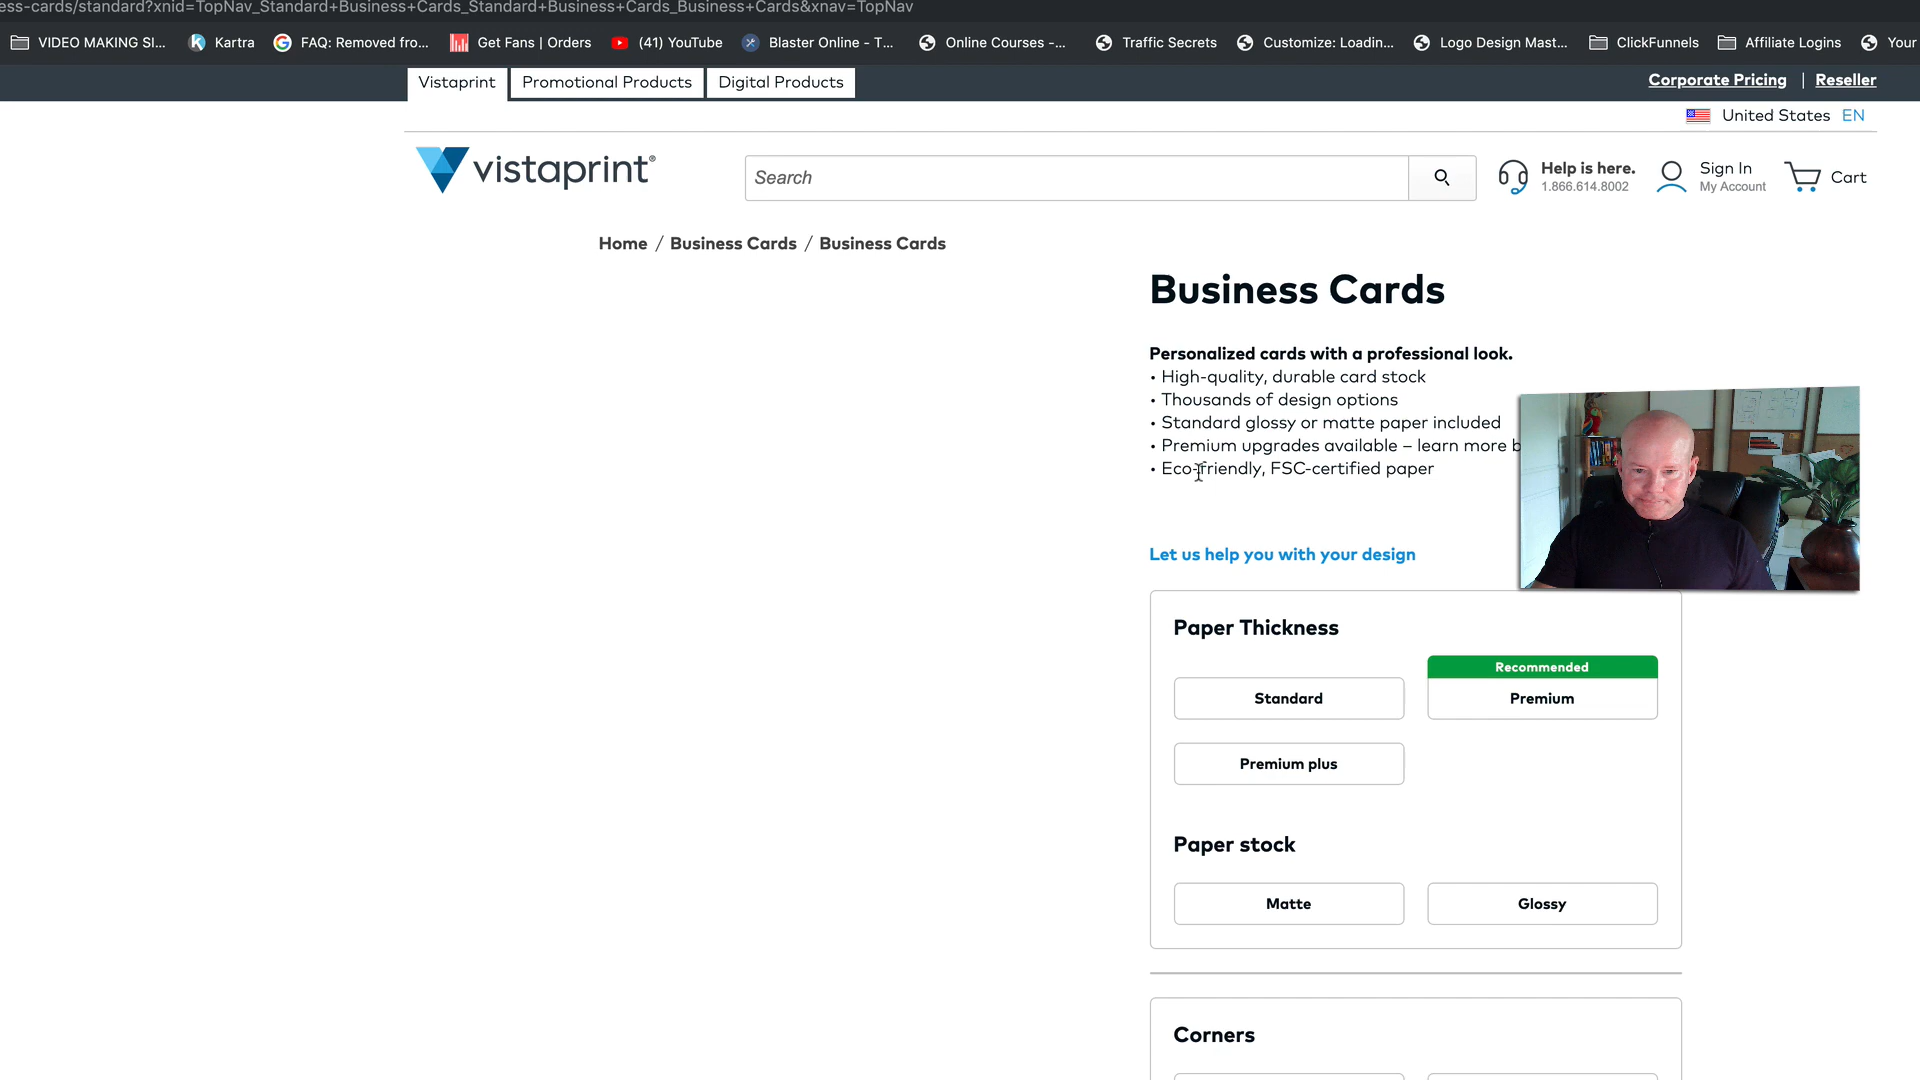 ess-cards/standard?xnid=TopNav_Standard+Business+Cards_Standard+Business+Cards_Business+Cards&xnav=TopNav
VIDEO MAKING SI... Kartra FAQ: Removed fro... Get Fans | Orders (41) YouTube Blaster Online - T... Online Courses -... Traffic Secrets Customize: Loadin... Logo Design Mast... ClickFunnels Affiliate Logins Your
Vistaprint Promotional Products Digital Products Corporate Pricing | Reseller
United States EN
vistaprint®
Search
Help is here.
1.866.614.8002
Sign In
My Account
Cart
Home / Business Cards / Business Cards
Business Cards
Personalized cards with a professional look.
• High-quality, durable card stock
• Thousands of design options
• Standard glossy or matte paper included
• Premium upgrades available – learn more b
• Eco-friendly, FSC-certified paper
Let us help you with your design
Paper Thickness
Recommended
Standard Premium
Premium plus
Paper stock
Matte Glossy
Corners